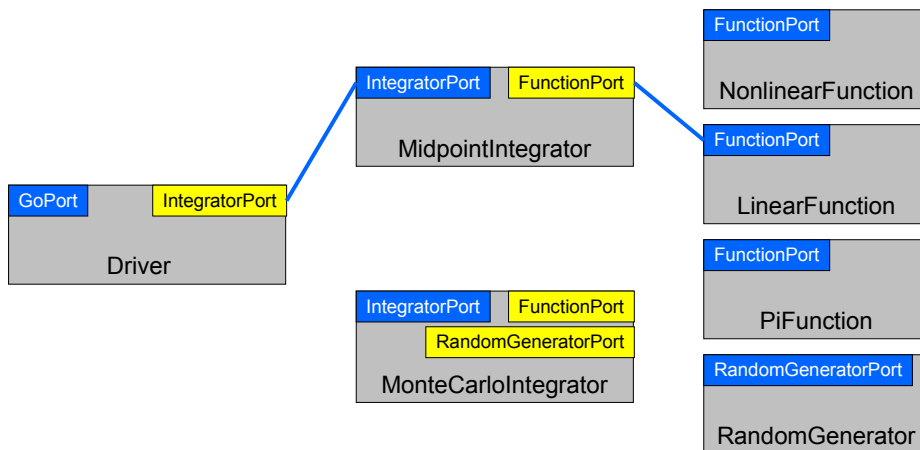 FunctionPort
NonlinearFunction
IntegratorPort FunctionPort
MidpointIntegrator
FunctionPort
LinearFunction
GoPort IntegratorPort
Driver
FunctionPort
PiFunction
IntegratorPort FunctionPort
RandomGeneratorPort
MonteCarloIntegrator
RandomGeneratorPort
RandomGenerator